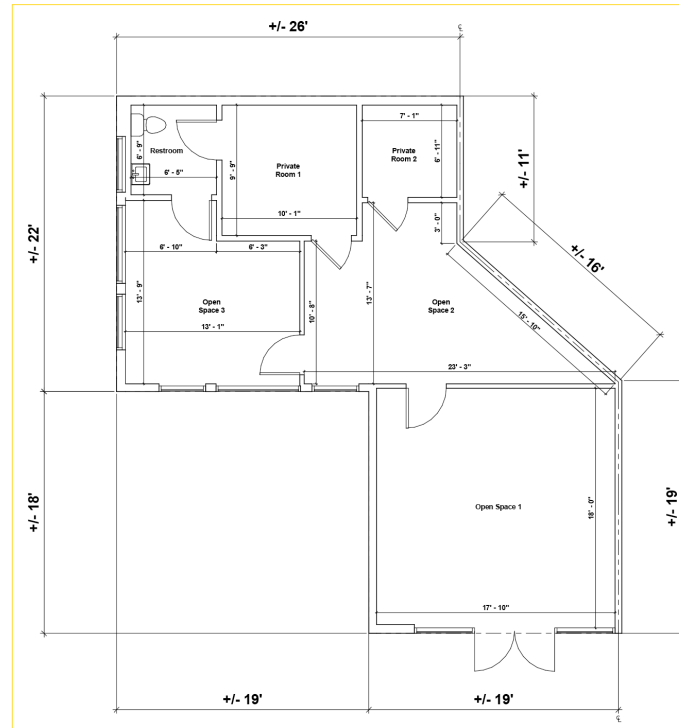 +/- 26'
℄
7' - 1"
Restroom
6' - 9"
6' - 5"
Private
Room 1
9' - 9"
10' - 1"
Private
Room 2
6' - 11"
+/- 11'
3' - 0"
+/- 22'
6' - 10"
6' - 3"
13' - 9"
Open
Space 3
13' - 1"
10' - 8"
13' - 7"
Open
Space 2
15' - 10"
+/- 16'
23' - 3"
+/- 18'
Open Space 1
18' - 0"
+/- 19'
17' - 10"
+/- 19'
+/- 19'
℄